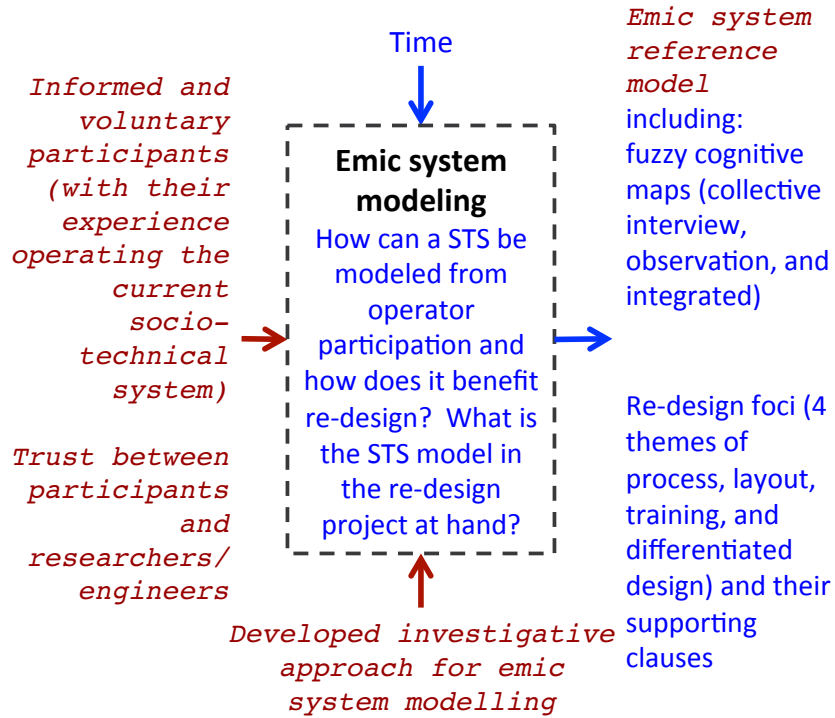 Time
Informed and
voluntary
participants
(with their
experience
operating the
current
socio-
technical
system)
Trust between
participants
and
researchers/
engineers
Emic system
modeling
How can a STS be
modeled from
operator
participation and
how does it benefit
re-design? What is
the STS model in
the re-design
project at hand?
Developed investigative
approach for emic
system modelling
Emic system
reference
model
including:
fuzzy cognitive
maps (collective
interview,
observation, and
integrated)
Re-design foci (4
themes of
process, layout,
training, and
differentiated
design) and their
supporting
clauses